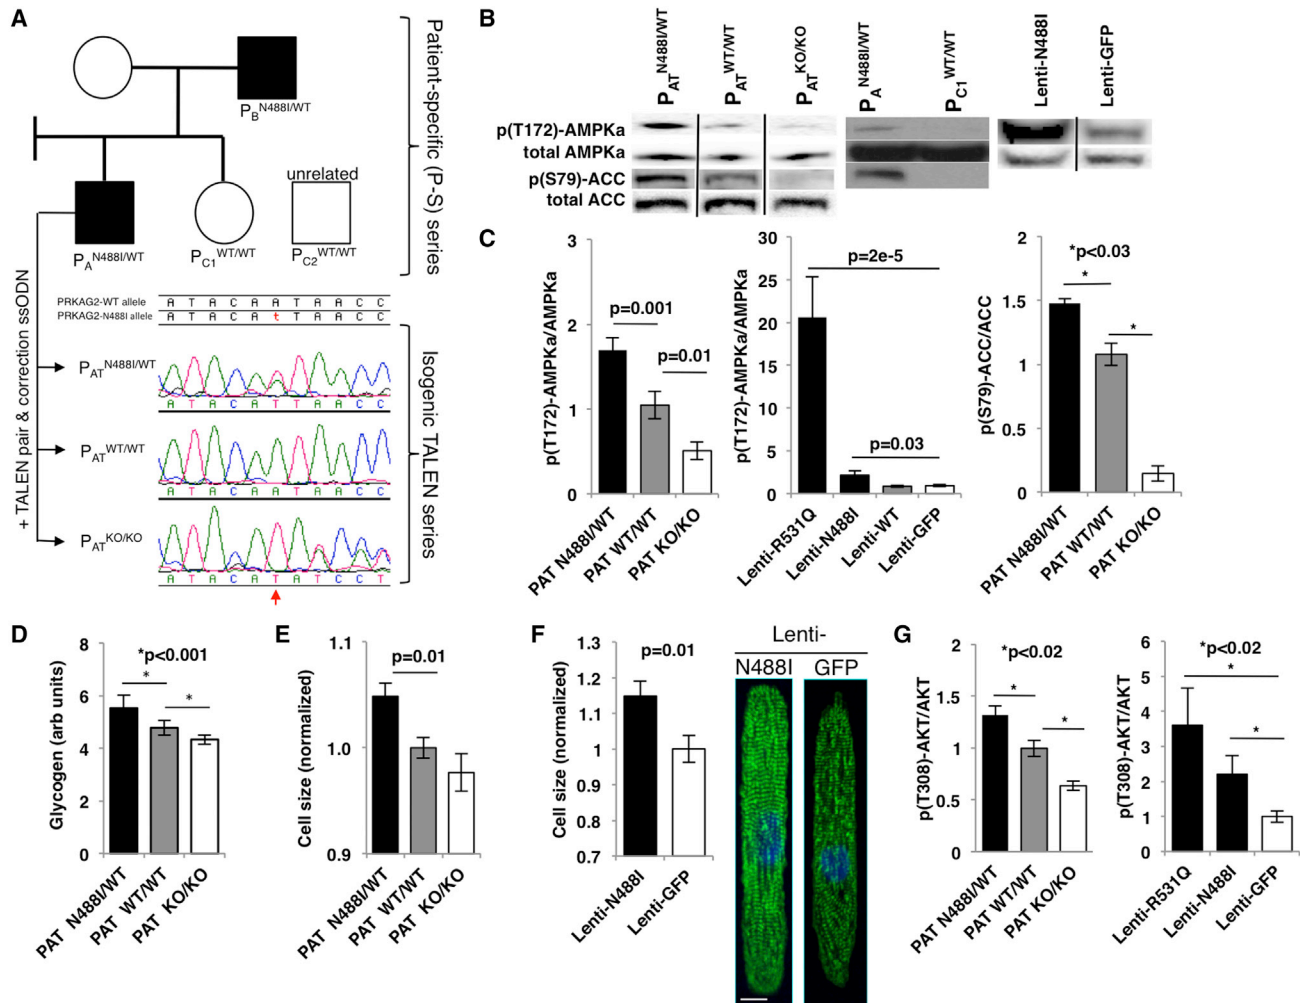 A
P_B^N488I/WT
unrelated
P_A^N488I/WT
P_C1^WT/WT
P_C2^WT/WT
Patient-specific (P-S) series
+ TALEN pair & correction ssODN
PRKAG2-WT allele A T A C A A T A A C C
PRKAG2-N488I allele A T A C A t T A A C C
P_AT^N488I/WT
A T A C A T T A A C C
P_AT^WT/WT
A T A C A A T A A C C
P_AT^KO/KO
A T A C A T A T C C T
Isogenic TALEN series
B
P_AT^N488I/WT
P_AT^WT/WT
P_AT^KO/KO
P_A^N488I/WT
P_C1^WT/WT
Lenti-N488I
Lenti-GFP
p(T172)-AMPKa
total AMPKa
p(S79)-ACC
total ACC
C
p(T172)-AMPKa/AMPKa
3
2
1
0
p=0.001
p=0.01
PAT N488I/WT
PAT WT/WT
PAT KO/KO
p(T172)-AMPKa/AMPKa
30
25
20
15
10
5
0
p=2e-5
p=0.03
Lenti-R531Q
Lenti-N488I
Lenti-WT
Lenti-GFP
p(S79)-ACC/ACC
2
1.5
1
0.5
0
*p<0.03
*
*
PAT N488I/WT
PAT WT/WT
PAT KO/KO
D
Glycogen (arb units)
8
6
4
2
0
*p<0.001
*
*
PAT N488I/WT
PAT WT/WT
PAT KO/KO
E
Cell size (normalized)
1.1
1.0
0.9
p=0.01
PAT N488I/WT
PAT WT/WT
PAT KO/KO
F
Cell size (normalized)
1.3
1.2
1.1
1
0.9
0.8
0.7
p=0.01
Lenti-N488I
Lenti-GFP
Lenti-
N488I
GFP
G
p(T308)-AKT/AKT
2
1.5
1
0.5
0
*p<0.02
*
*
PAT N488I/WT
PAT WT/WT
PAT KO/KO
p(T308)-AKT/AKT
6
5
4
3
2
1
0
*p<0.02
*
*
Lenti-R531Q
Lenti-N488I
Lenti-GFP